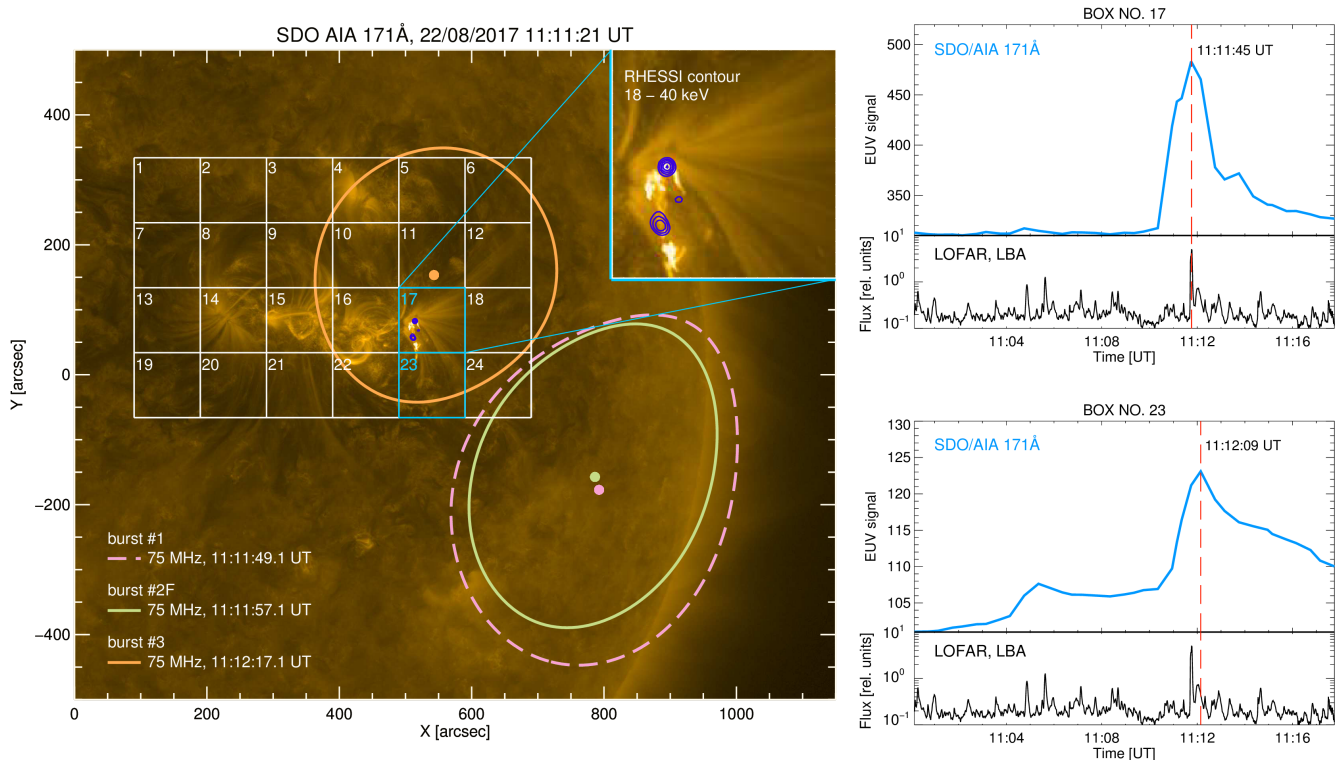 SDO AIA 171Å, 22/08/2017 11:11:21 UT
RHESSI contour
18 – 40 keV
400
200
0
−200
−400
Y [arcsec]
1 2 3 4 5 6
7 8 9 10 11 12
13 14 15 16 17 18
19 20 21 22 23 24
burst #1
75 MHz, 11:11:49.1 UT
burst #2F
75 MHz, 11:11:57.1 UT
burst #3
75 MHz, 11:12:17.1 UT
0 200 400 600 800 1000
X [arcsec]
BOX NO. 17
SDO/AIA 171Å
11:11:45 UT
500
450
400
350
EUV signal
10¹
10⁰
10⁻¹
Flux [rel. units]
LOFAR, LBA
11:04 11:08 11:12 11:16
Time [UT]
BOX NO. 23
SDO/AIA 171Å
11:12:09 UT
130
125
120
115
110
105
EUV signal
10¹
10⁰
10⁻¹
Flux [rel. units]
LOFAR, LBA
11:04 11:08 11:12 11:16
Time [UT]